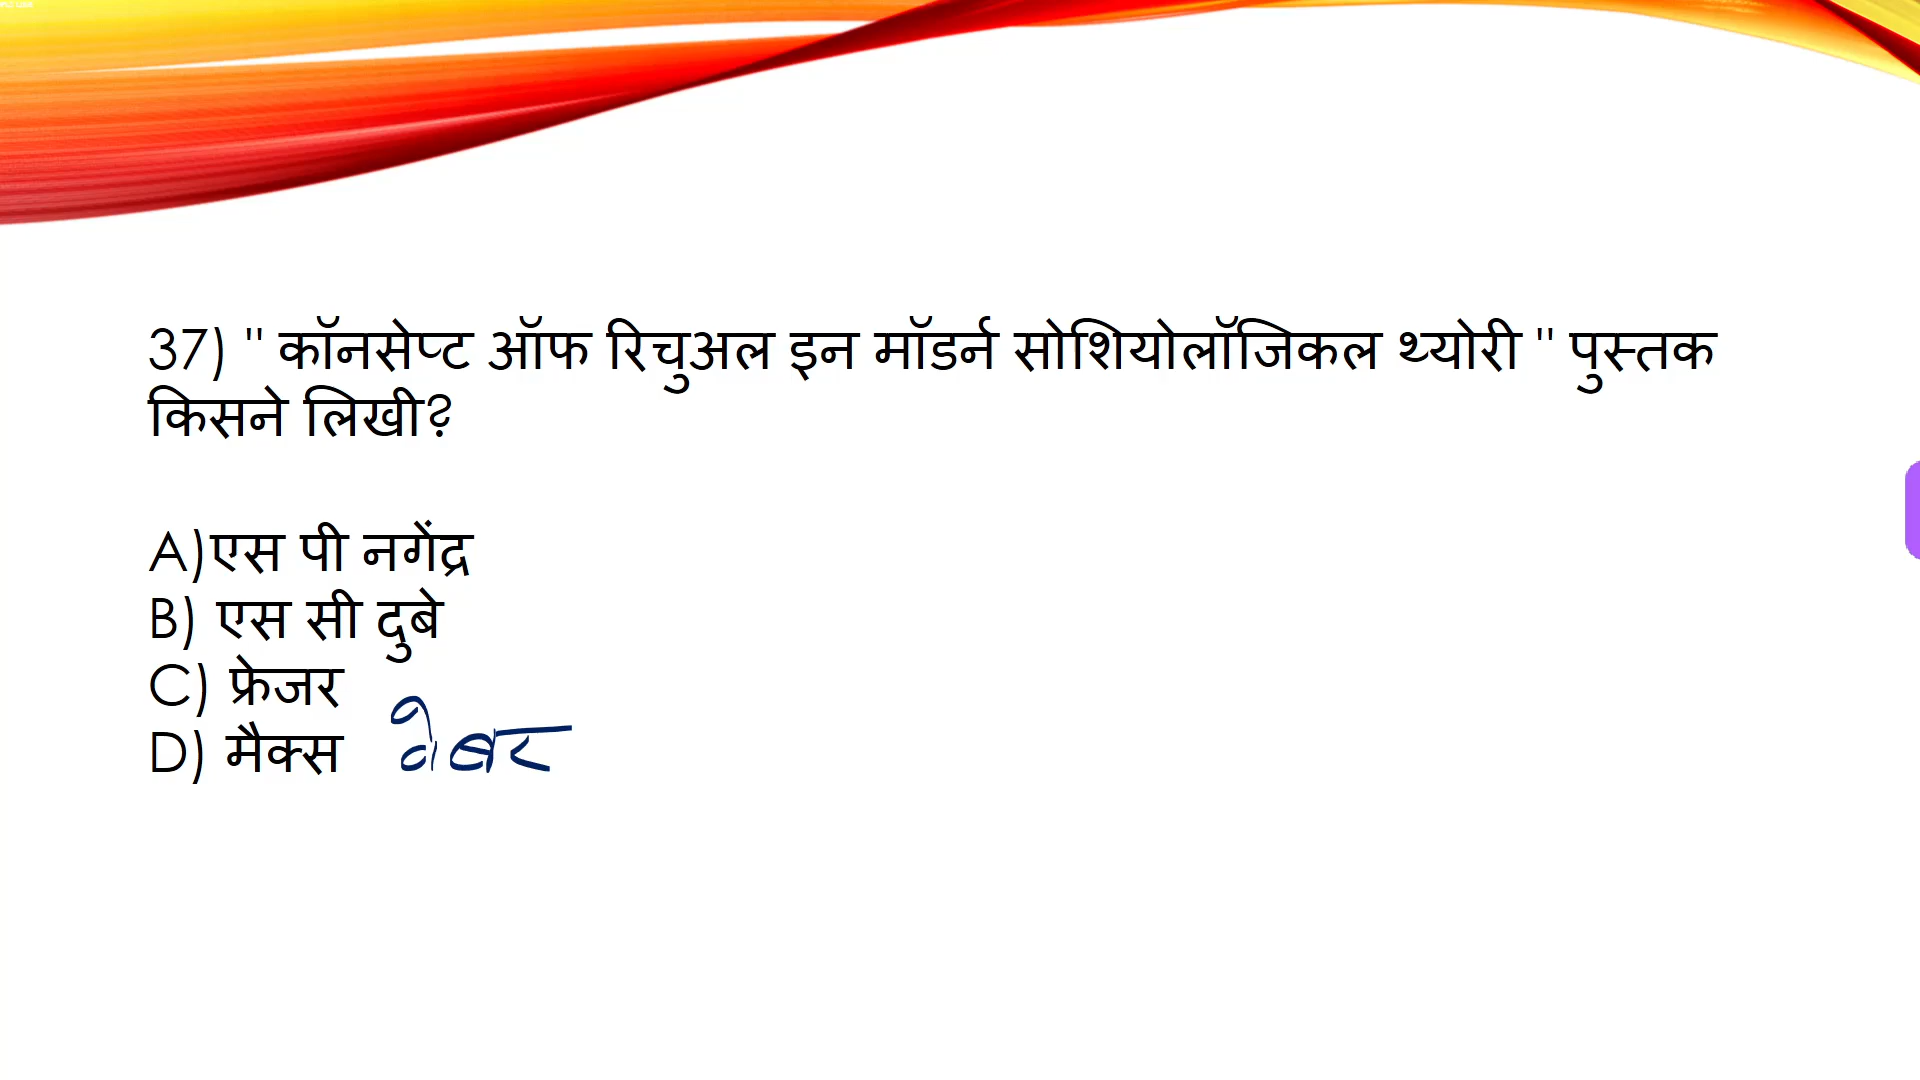 37) " कॉनसेप्ट ऑफ रिचुअल इन मॉडर्न सोशियोलॉजिकल थ्योरी " पुस्तक
किसने लिखी?
A)एस पी नगेंद्र
B) एस सी दुबे
C) फ्रेजर
D) मैक्स वेबर